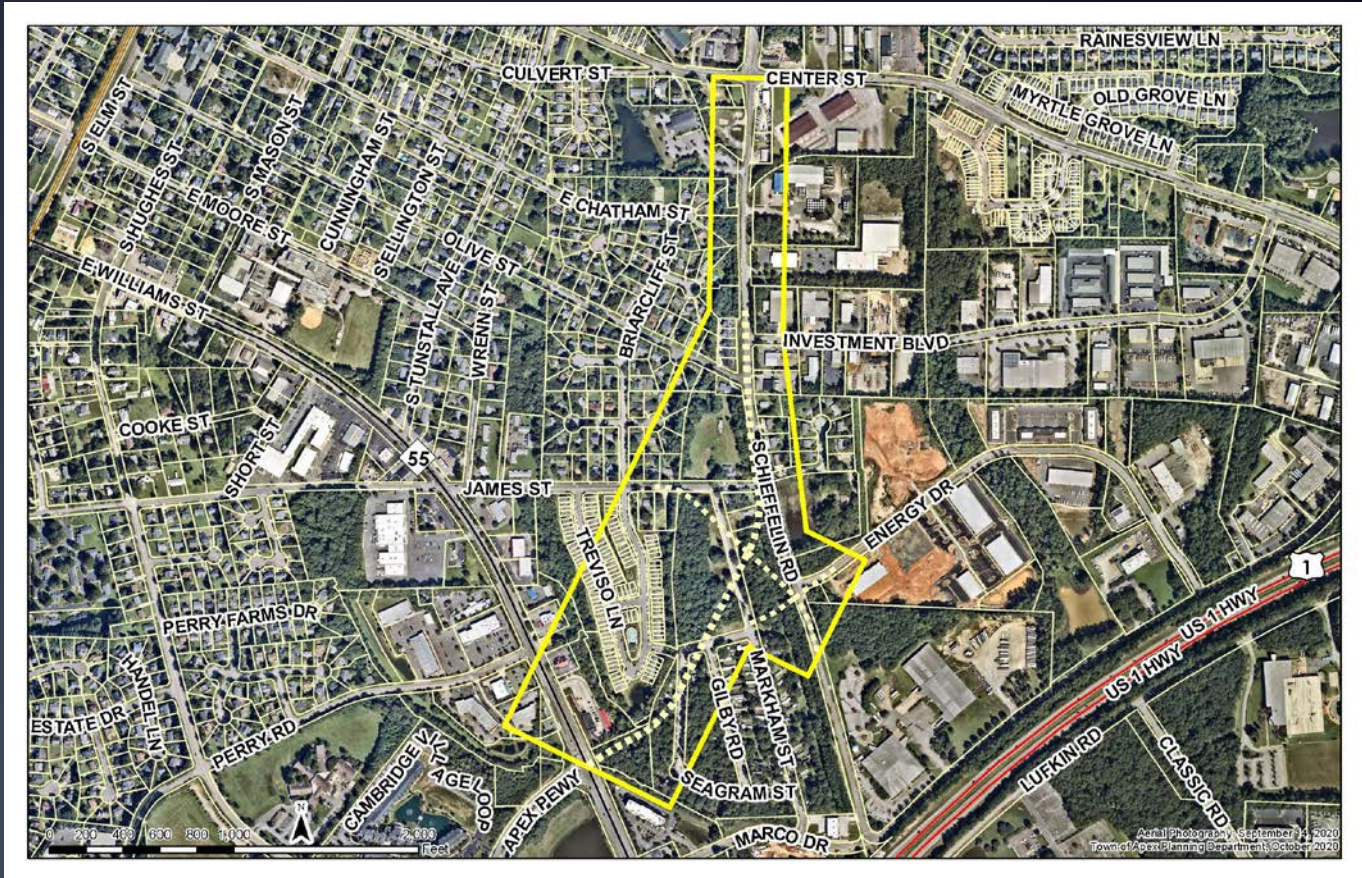 RAINESVIEW LN
CULVERT ST
CENTER ST
OLD GROVE LN
MYRTLE GROVE LN
S ELM ST
S MASON ST
CUNNINGHAM ST
S HUGHES ST
E MOORE ST
S ELLINGTON ST
E CHATHAM ST
OLIVE ST
BRIARCLIFF ST
E WILLIAMS ST
S TUNSTALL AVE
WRENN ST
INVESTMENT BLVD
COOKE ST
SHORT ST
55
SCHIEFFELIN RD
JAMES ST
ENERGY DR
TREVISO LN
1
US 1 HWY
US 1 HWY
PERRY FARMS DR
HANDEL LN
MARKHAM ST
GILBY RD
ESTATE DR
PERRY RD
LUFKIN RD
CLASSIC RD
CAMBRIDGE VILLAGE LOOP
APEX PKWY
SEAGRAM ST
MARCO DR
N
0 200 400 600 800 1,000 2,000
Feet
Aerial Photography: September 14, 2020
Town of Apex Planning Department, October 2020